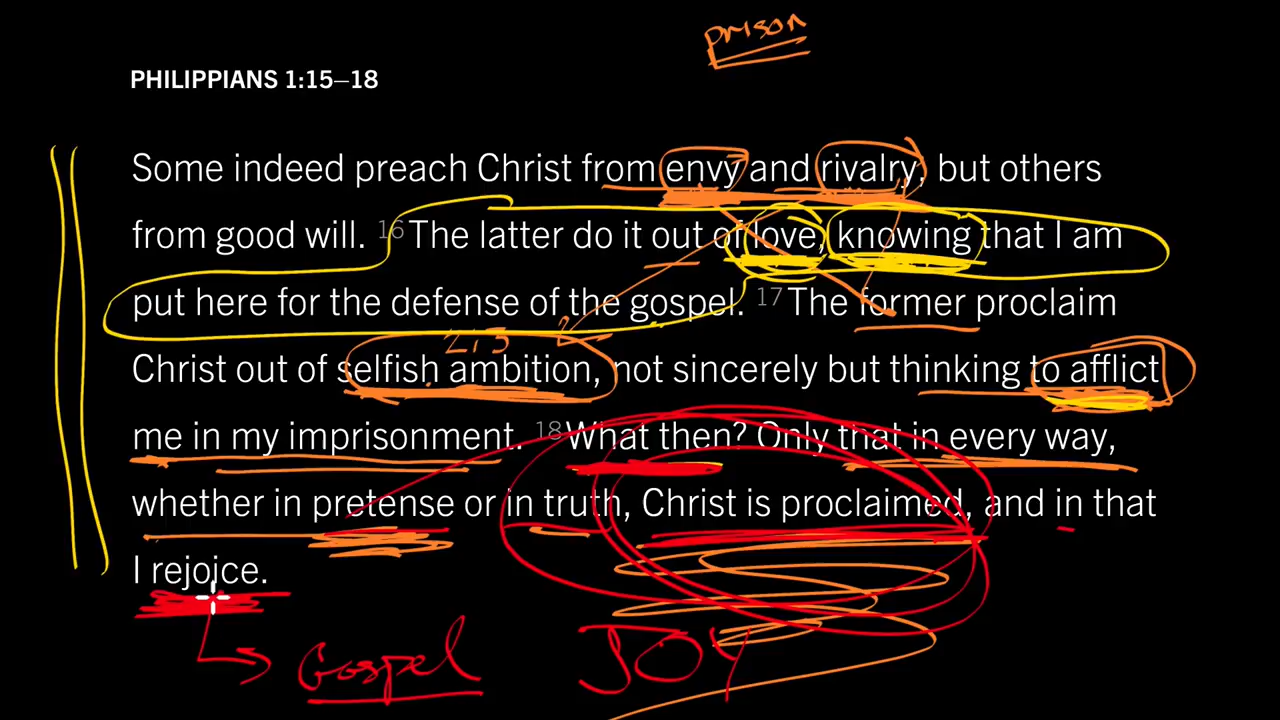 prison
PHILIPPIANS 1:15–18
Some indeed preach Christ from envy and rivalry, but others
from good will. 16 The latter do it out of love, knowing that I am
put here for the defense of the gospel. 17 The former proclaim
2:3
Christ out of selfish ambition, not sincerely but thinking to afflict
me in my imprisonment. 18 What then? Only that in every way,
whether in pretense or in truth, Christ is proclaimed, and in that
I rejoice.
Gospel JOY